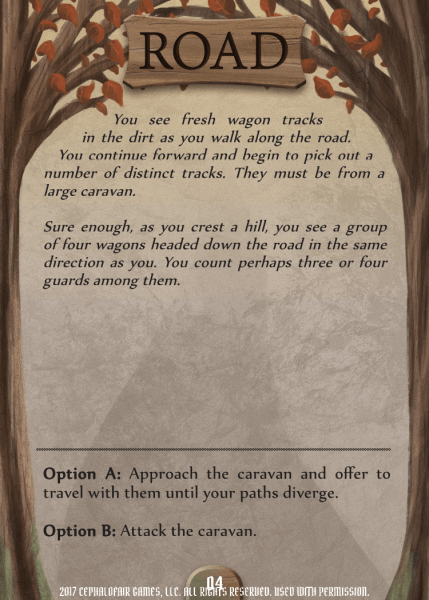 ROAD
You see fresh wagon tracks
in the dirt as you walk along the road.
You continue forward and begin to pick out a
number of distinct tracks. They must be from a
large caravan.
Sure enough, as you crest a hill, you see a group
of four wagons headed down the road in the same
direction as you. You count perhaps three or four
guards among them.
Option A: Approach the caravan and offer to
travel with them until your paths diverge.
Option B: Attack the caravan.
04
2017 CEPHALOFAIR GAMES, LLC. ALL RIGHTS RESERVED. USED WITH PERMISSION.